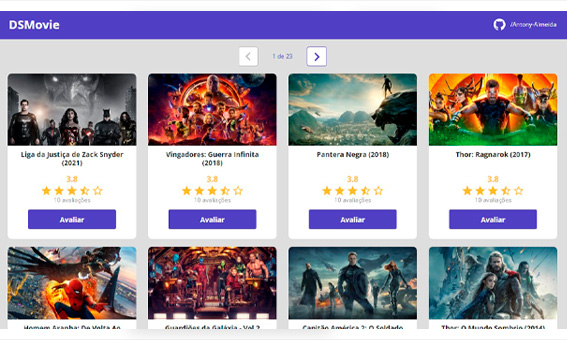 DSMovie
/Antony-Almeida
1 de 23
Liga da Justiça de Zack Snyder
(2021)
3.8
10 avaliações
Avaliar
Vingadores: Guerra Infinita
(2018)
3.8
10 avaliações
Avaliar
Pantera Negra (2018)
3.8
10 avaliações
Avaliar
Thor: Ragnarok (2017)
3.8
10 avaliações
Avaliar
Homem Aranha: De Volta Ao
Guardiões da Galáxia - Vol 2
Capitão América 2: O Soldado
Thor: O Mundo Sombrio (2014)